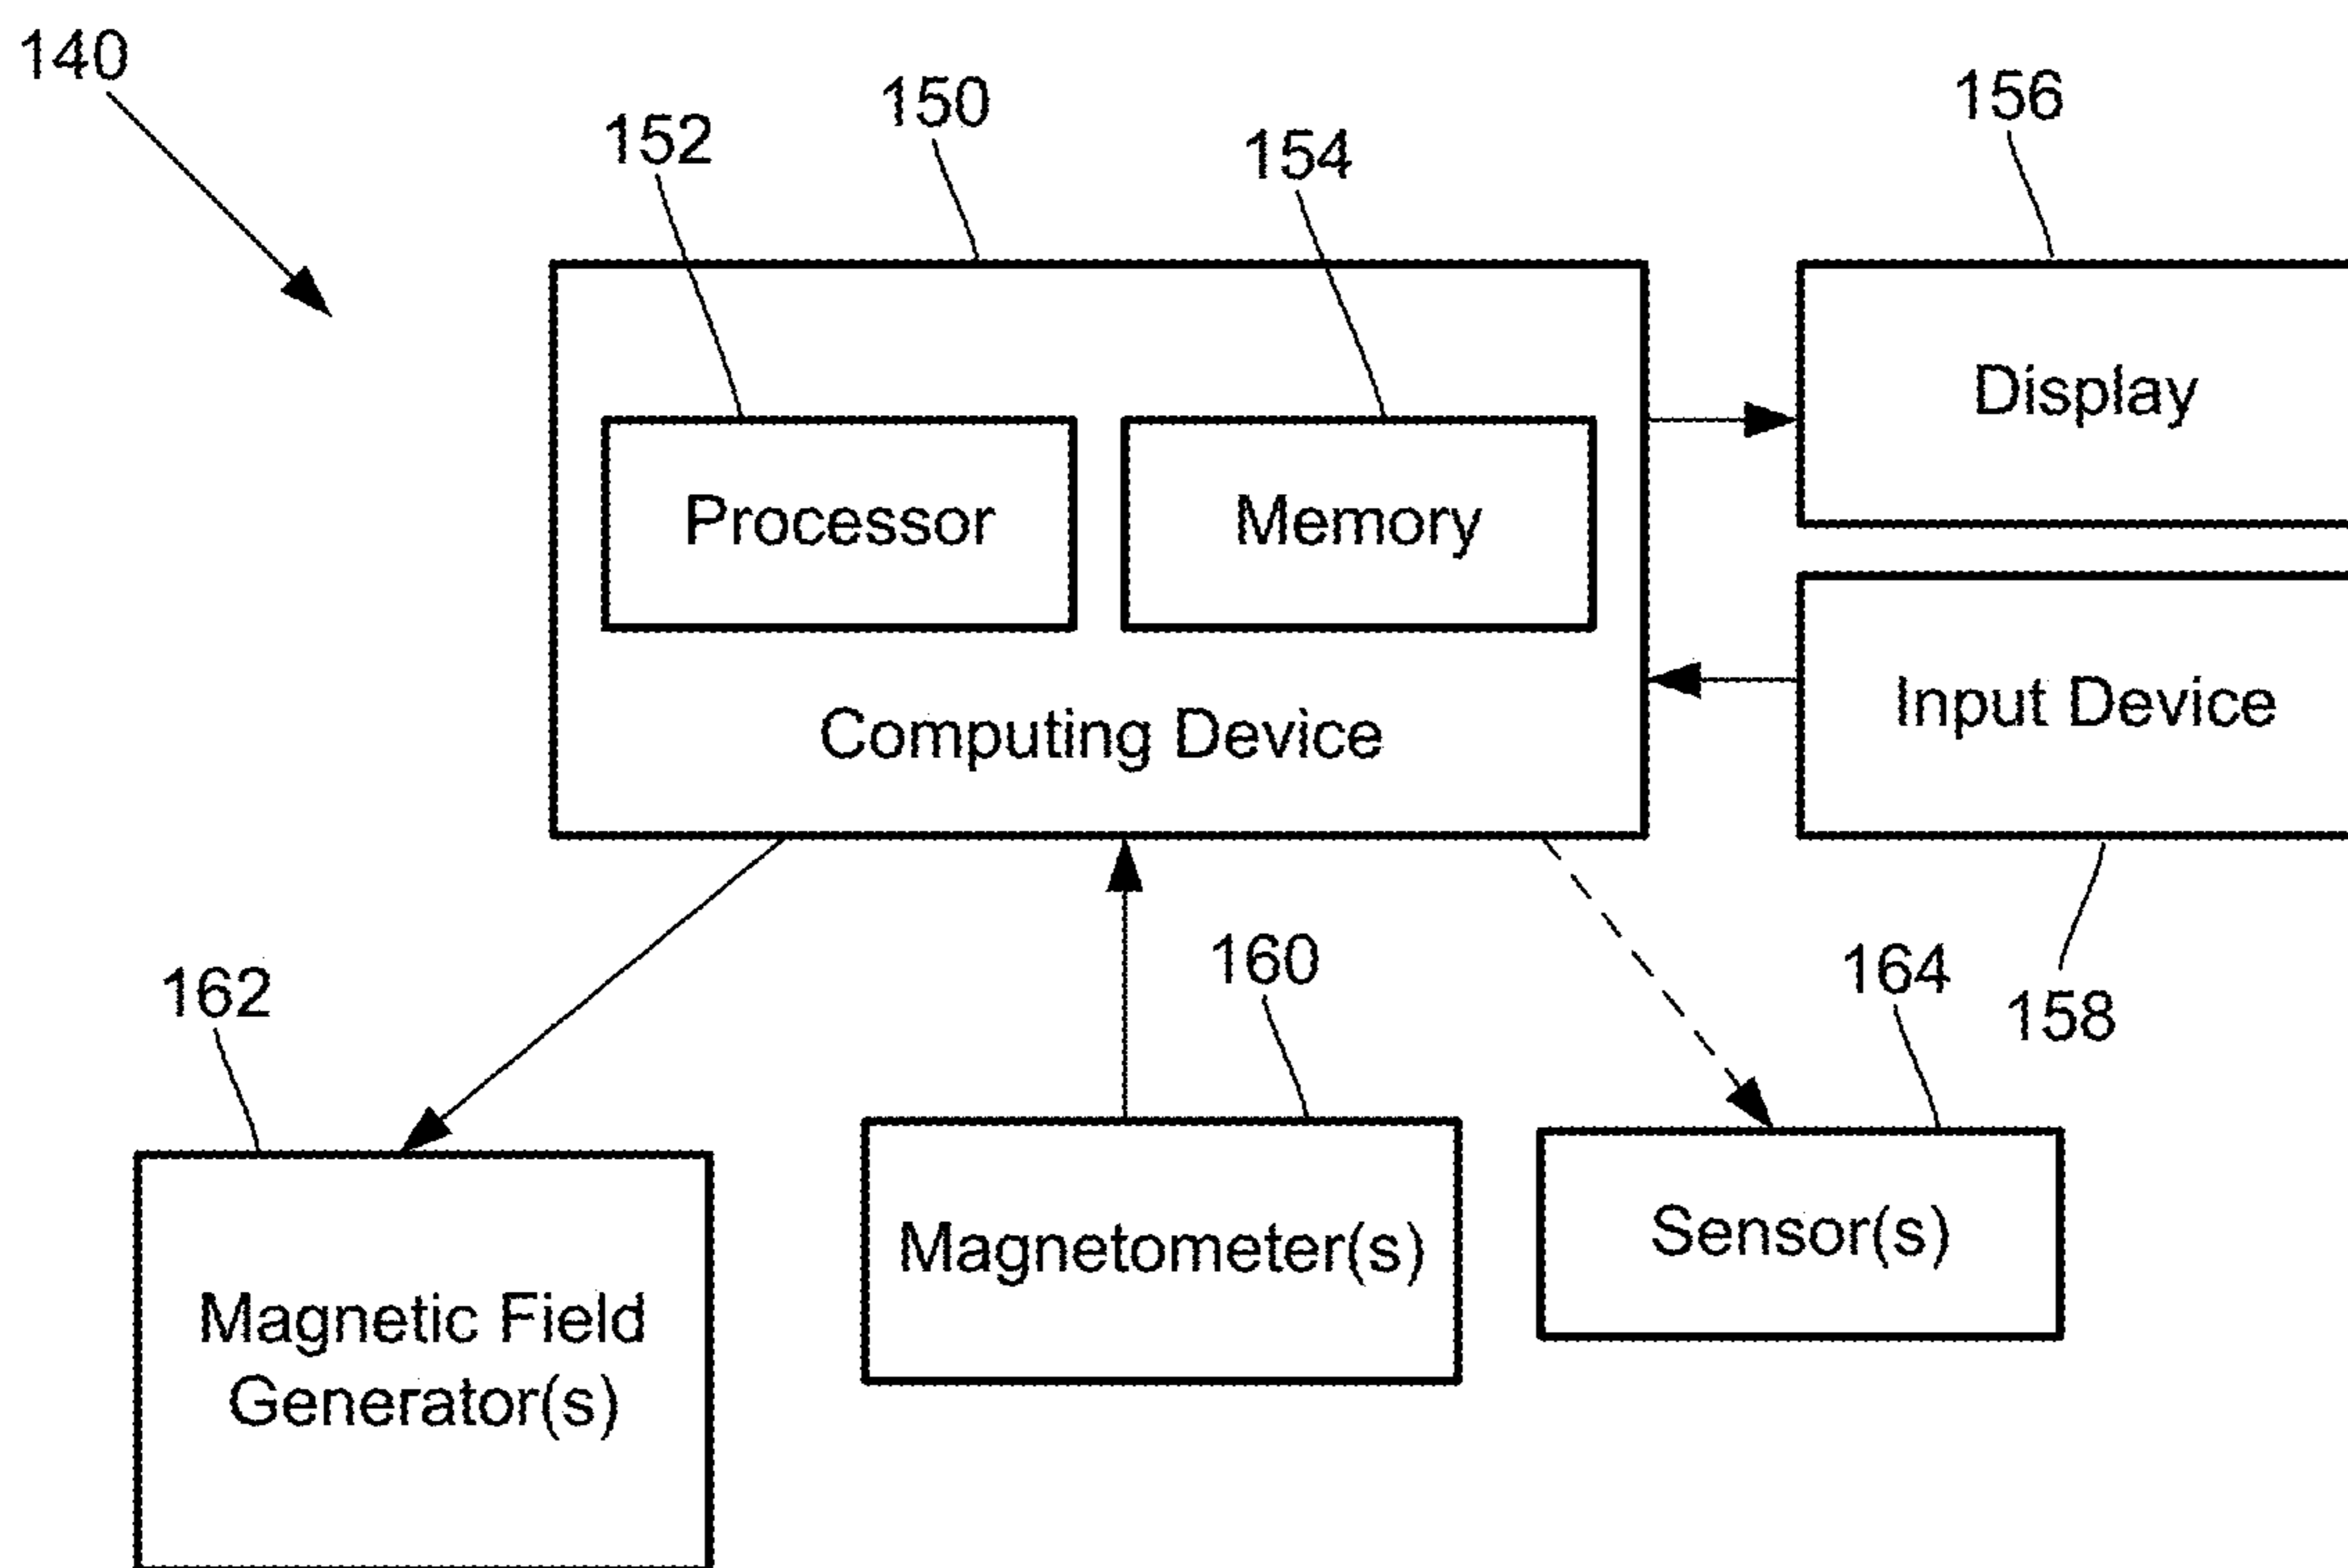 140
150
156
152
154
Display
Processor
Memory
Input Device
Computing Device
160
164
162
158
Magnetometer(s)
Sensor(s)
Magnetic Field
Generator(s)